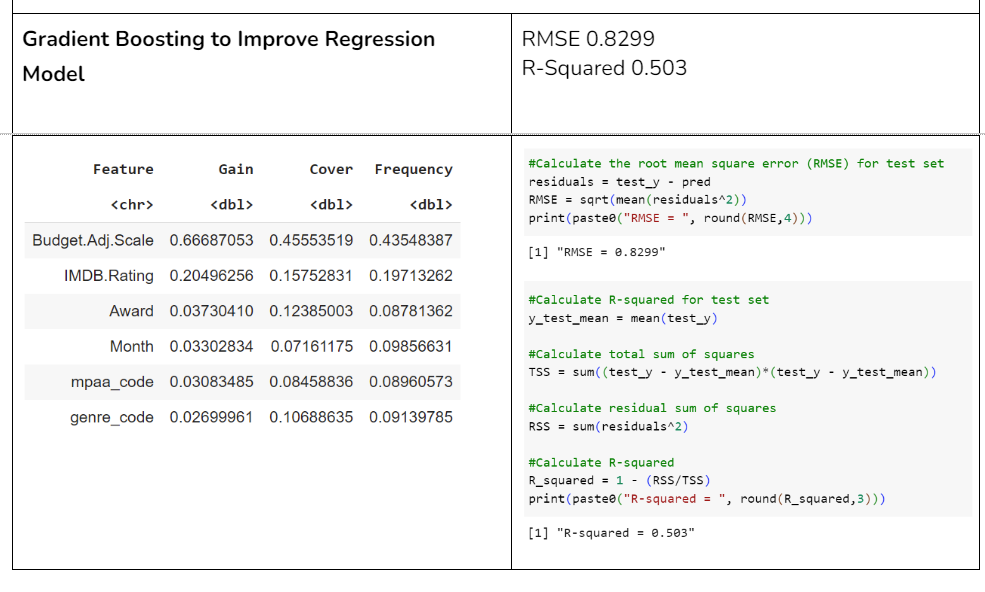 Gradient Boosting to Improve Regression
Model
RMSE 0.8299
R-Squared 0.503
Feature Gain Cover Frequency
<chr> <dbl> <dbl> <dbl>
Budget.Adj.Scale 0.66687053 0.45553519 0.43548387
IMDB.Rating 0.20496256 0.15752831 0.19713262
Award 0.03730410 0.12385003 0.08781362
Month 0.03302834 0.07161175 0.09856631
mpaa_code 0.03083485 0.08458836 0.08960573
genre_code 0.02699961 0.10688635 0.09139785
#Calculate the root mean square error (RMSE) for test set
residuals = test_y - pred
RMSE = sqrt(mean(residuals^2))
print(paste0("RMSE = ", round(RMSE,4)))
[1] "RMSE = 0.8299"
#Calculate R-squared for test set
y_test_mean = mean(test_y)
#Calculate total sum of squares
TSS = sum((test_y - y_test_mean)*(test_y - y_test_mean))
#Calculate residual sum of squares
RSS = sum(residuals^2)
#Calculate R-squared
R_squared = 1 - (RSS/TSS)
print(paste0("R-squared = ", round(R_squared,3)))
[1] "R-squared = 0.503"